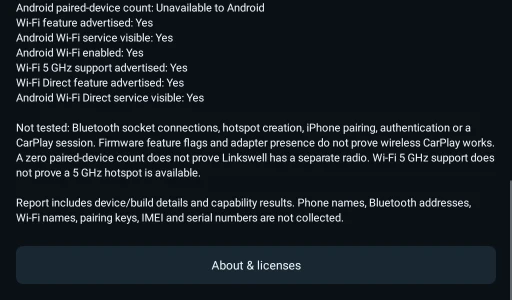 Android paired-device count: Unavailable to Android
Wi-Fi feature advertised: Yes
Android Wi-Fi service visible: Yes
Android Wi-Fi enabled: Yes
Wi-Fi 5 GHz support advertised: Yes
Wi-Fi Direct feature advertised: Yes
Android Wi-Fi Direct service visible: Yes
Not tested: Bluetooth socket connections, hotspot creation, iPhone pairing, authentication or a
CarPlay session. Firmware feature flags and adapter presence do not prove wireless CarPlay works.
A zero paired-device count does not prove Linkswell has a separate radio. Wi-Fi 5 GHz support does
not prove a 5 GHz hotspot is available.
Report includes device/build details and capability results. Phone names, Bluetooth addresses,
Wi-Fi names, pairing keys, IMEI and serial numbers are not collected.
About & licenses